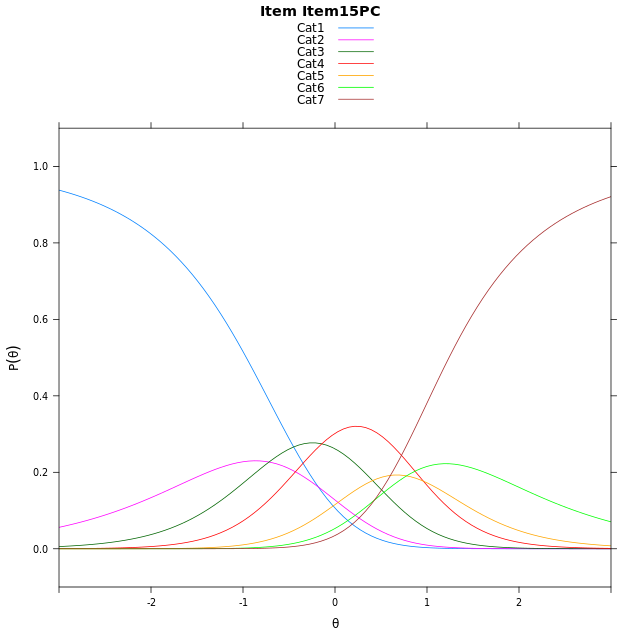 Item Item15PC
Cat1
Cat2
Cat3
Cat4
Cat5
Cat6
Cat7
1.0
0.8
0.6
0.4
0.2
0.0
P(θ)
-2 -1 0 1 2
θ